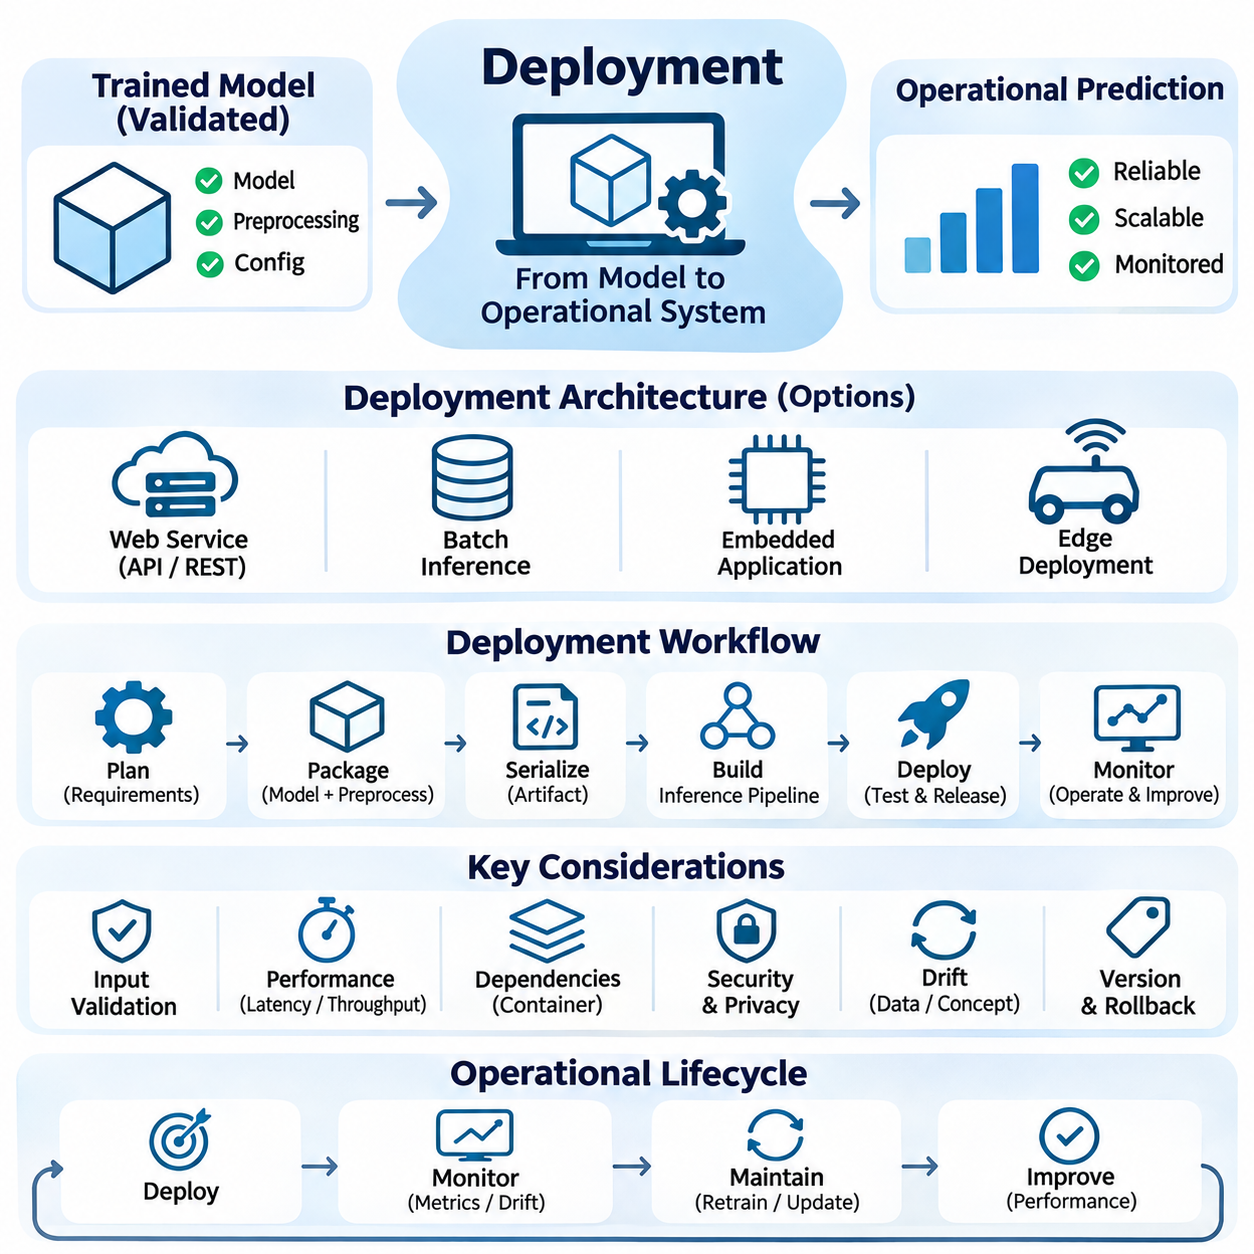 Trained Model
(Validated)
Model
Preprocessing
Config
Deployment
From Model to
Operational System
Operational Prediction
Reliable
Scalable
Monitored
Deployment Architecture (Options)
Web Service
(API / REST)
Batch
Inference
Embedded
Application
Edge
Deployment
Deployment Workflow
Plan
(Requirements)
Package
(Model + Preprocess)
Serialize
(Artifact)
Build
Inference Pipeline
Deploy
(Test & Release)
Monitor
(Operate & Improve)
Key Considerations
Input
Validation
Performance
(Latency / Throughput)
Dependencies
(Container)
Security
& Privacy
Drift
(Data / Concept)
Version
& Rollback
Operational Lifecycle
Deploy
Monitor
(Metrics / Drift)
Maintain
(Retrain / Update)
Improve
(Performance)